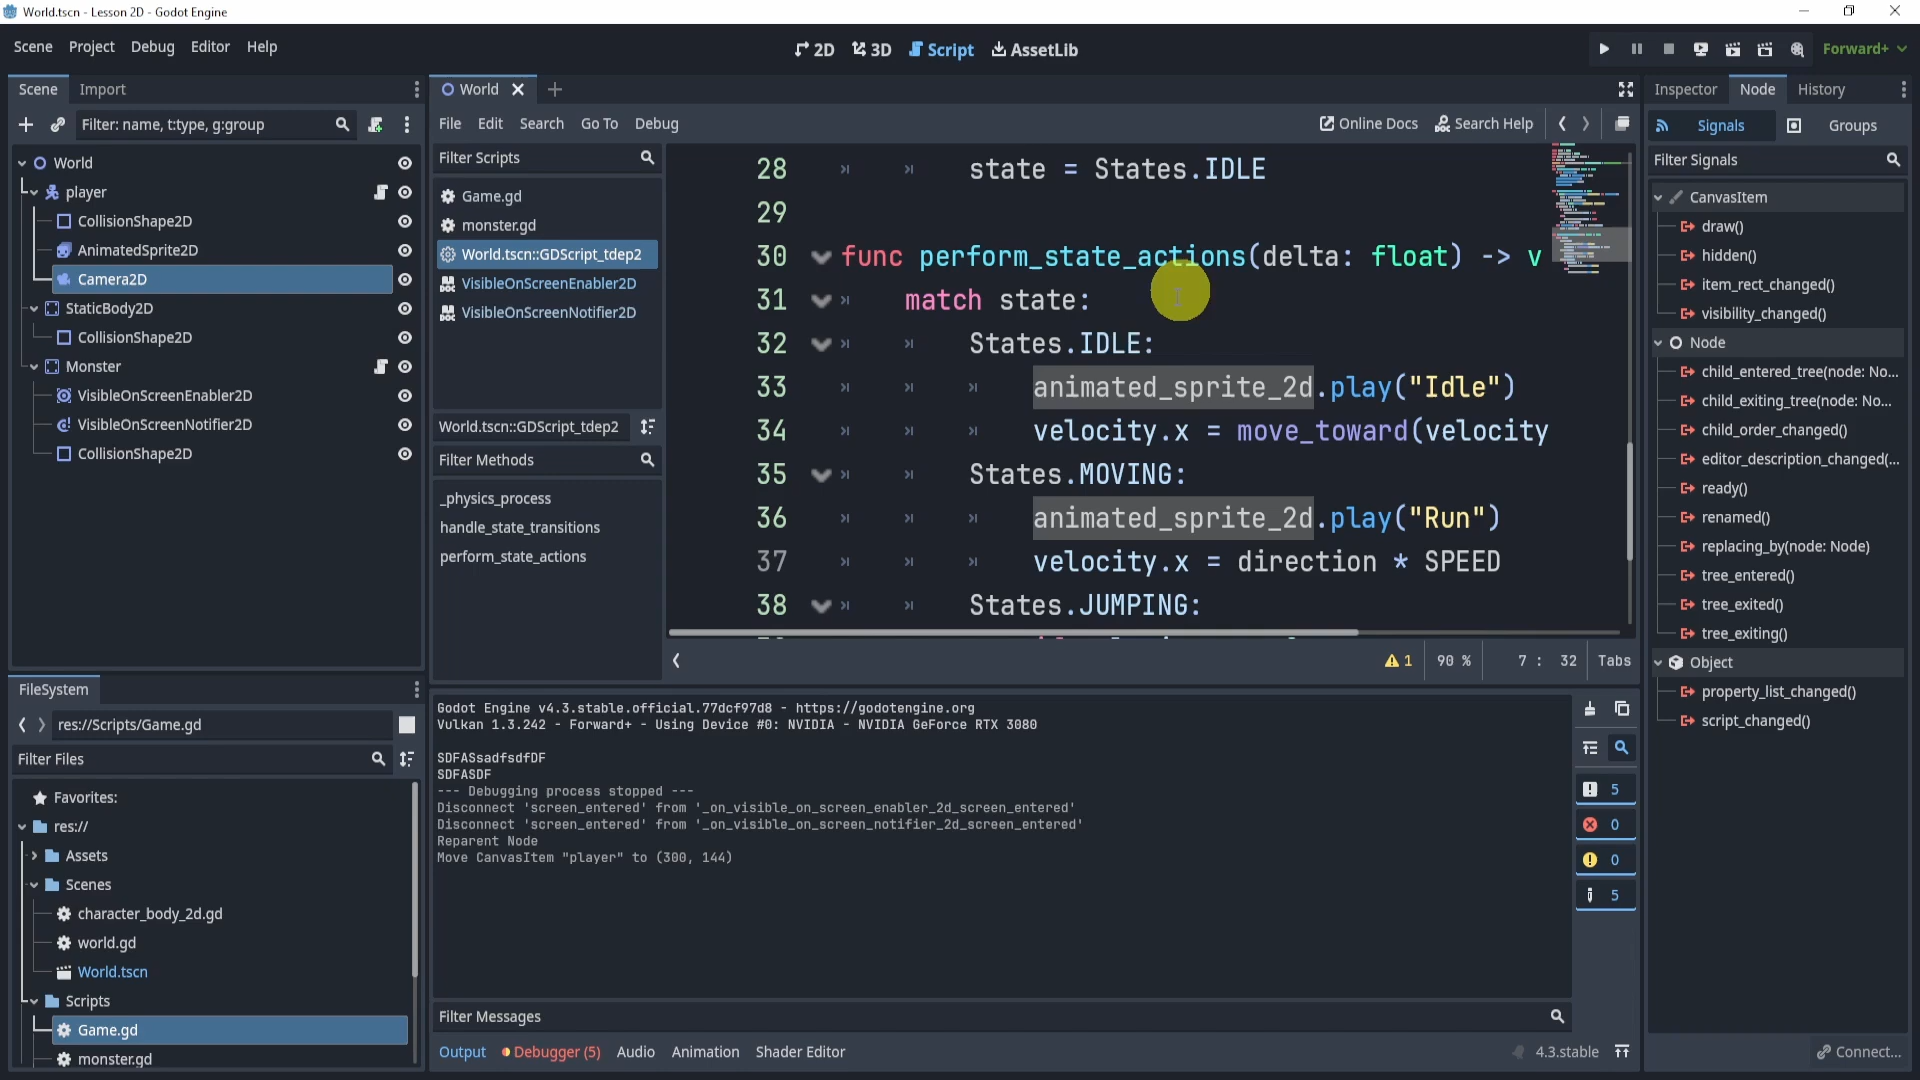 World.tscn - Lesson 2D - Godot Engine
Scene Project Debug Editor Help
2D 3D Script AssetLib
Forward+
Scene Import
Filter: name, t:type, g:group
World
player
CollisionShape2D
AnimatedSprite2D
Camera2D
StaticBody2D
CollisionShape2D
Monster
VisibleOnScreenEnabler2D
VisibleOnScreenNotifier2D
CollisionShape2D
FileSystem
res://Scripts/Game.gd
Filter Files
Favorites:
res://
Assets
Scenes
character_body_2d.gd
world.gd
World.tscn
Scripts
Game.gd
monster.gd
World
File Edit Search Go To Debug
Online Docs Search Help
Filter Scripts
Game.gd
monster.gd
World.tscn::GDScript_tdep2
VisibleOnScreenEnabler2D
VisibleOnScreenNotifier2D
World.tscn::GDScript_tdep2
Filter Methods
_physics_process
handle_state_transitions
perform_state_actions
28 state = States.IDLE
29
30 func perform_state_actions(delta: float) -> v
31 match state:
32 States.IDLE:
33 animated_sprite_2d.play("Idle")
34 velocity.x = move_toward(velocity
35 States.MOVING:
36 animated_sprite_2d.play("Run")
37 velocity.x = direction * SPEED
38 States.JUMPING:
1 90 % 7 : 32 Tabs
Godot Engine v4.3.stable.official.77dcf97d8 - https://godotengine.org
Vulkan 1.3.242 - Forward+ - Using Device #0: NVIDIA - NVIDIA GeForce RTX 3080
SDFASsadfsdfDF
SDFASDF
--- Debugging process stopped ---
Disconnect 'screen_entered' from '_on_visible_on_screen_enabler_2d_screen_entered'
Disconnect 'screen_entered' from '_on_visible_on_screen_notifier_2d_screen_entered'
Reparent Node
Move CanvasItem "player" to (300, 144)
5
0
0
5
Filter Messages
Output Debugger (5) Audio Animation Shader Editor
4.3.stable
Inspector Node History
Signals Groups
Filter Signals
CanvasItem
draw()
hidden()
item_rect_changed()
visibility_changed()
Node
child_entered_tree(node: No...
child_exiting_tree(node: No...
child_order_changed()
editor_description_changed(...
ready()
renamed()
replacing_by(node: Node)
tree_entered()
tree_exited()
tree_exiting()
Object
property_list_changed()
script_changed()
Connect...